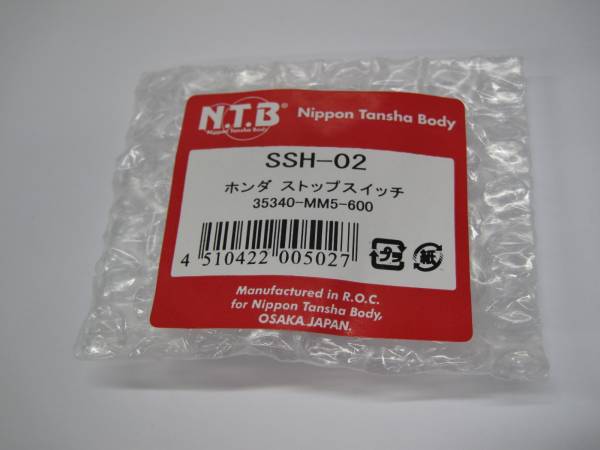 N.T.B®
Nippon Tansha Body
Nippon Tansha Body
SSH-02
ホンダ ストップスイッチ
35340-MM5-600
4 510422 005027
プラ
紙
Manufactured in R.O.C.
for Nippon Tansha Body,
OSAKA JAPAN.